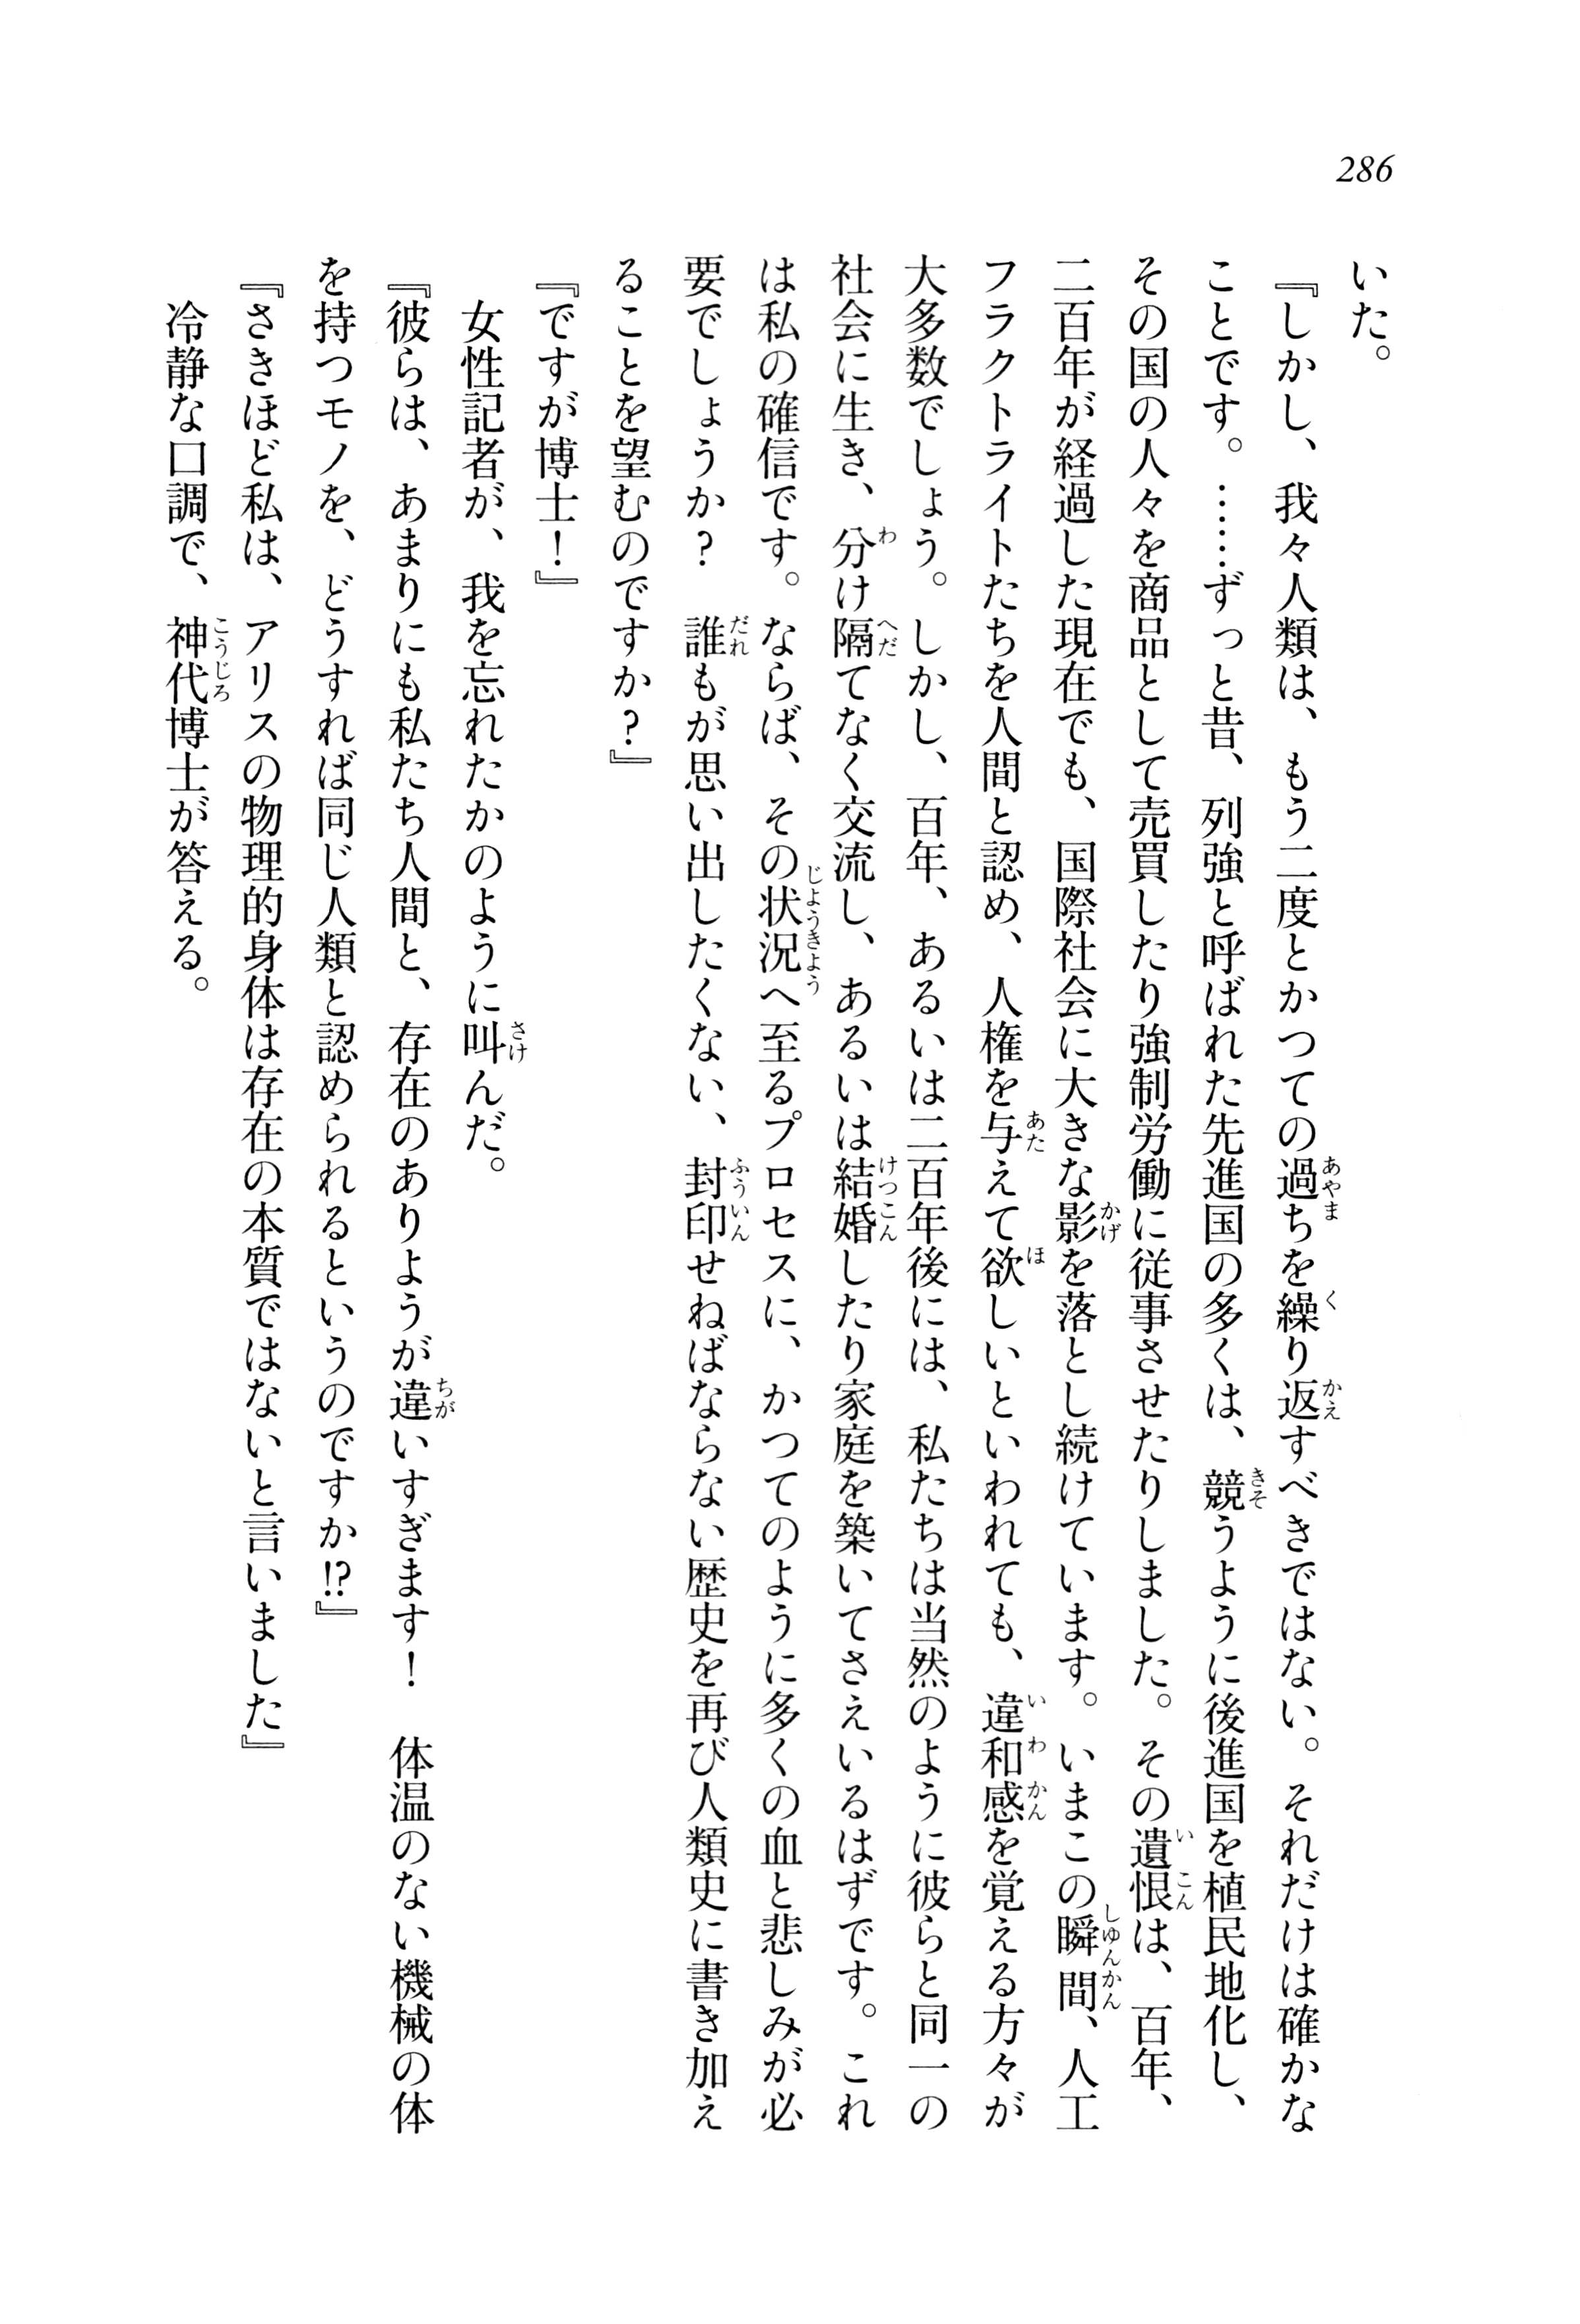 286
いた。
『しかし、我々人類は、もう二度とかつての過ちを繰り返すべきではない。それだけは確かな
ことです。……ずっと昔、列強と呼ばれた先進国の多くは、競うように後進国を植民地化し、
その国の人々を商品として売買したり強制労働に従事させたりしました。その遺恨は、百年、
二百年が経過した現在でも、国際社会に大きな影を落とし続けています。いまこの瞬間、人工
フラクトライトたちを人間と認め、人権を与えて欲しいといわれても、違和感を覚える方々が
大多数でしょう。しかし、百年、あるいは二百年後には、私たちは当然のように彼らと同一の
社会に生き、分け隔てなく交流し、あるいは結婚したり家庭を築いてさえいるはずです。これ
は私の確信です。ならば、その状況へ至るプロセスに、かつてのように多くの血と悲しみが必
要でしょうか？　誰もが思い出したくない、封印せねばならない歴史を再び人類史に書き加え
ることを望むのですか？』
『ですが博士！』
女性記者が、我を忘れたかのように叫んだ。
『彼らは、あまりにも私たち人間と、存在のありようが違いすぎます！　体温のない機械の体
を持つモノを、どうすれば同じ人類と認められるというのですか⁉』
『さきほど私は、アリスの物理的身体は存在の本質ではないと言いました』
冷静な口調で、神代博士が答える。